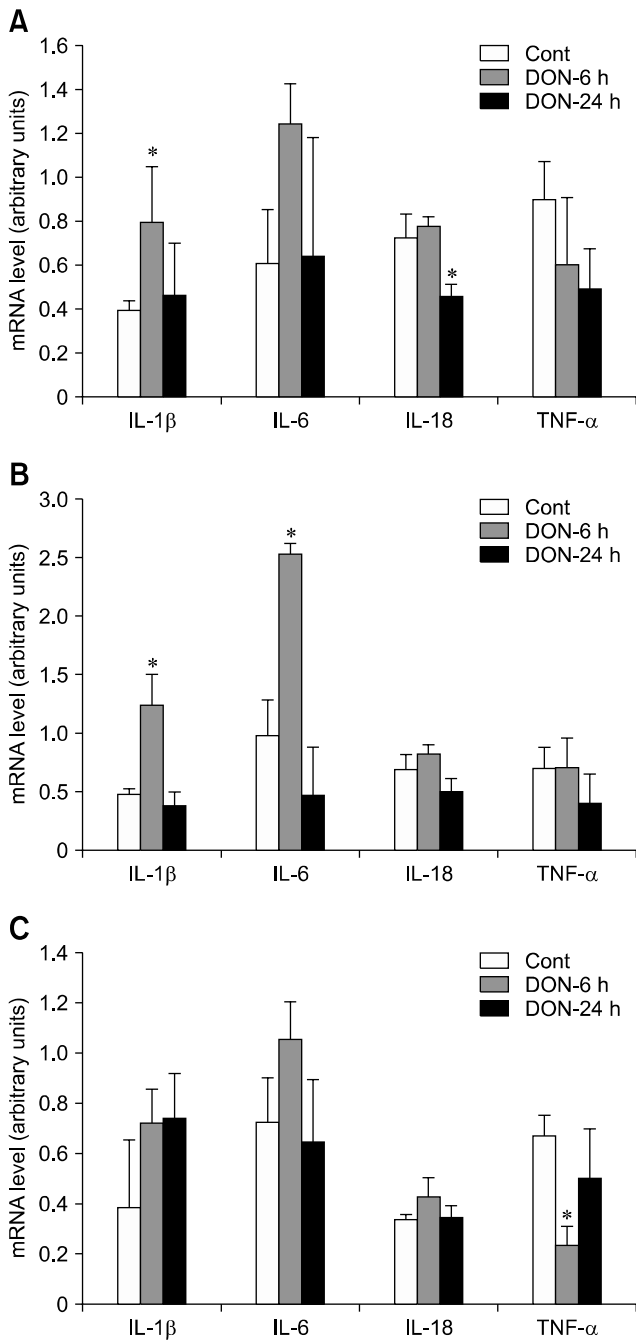 A
mRNA level (arbitrary units)
1.6
1.4
1.2
1.0
0.8
0.6
0.4
0.2
0
Cont
DON-6 h
DON-24 h
*
*
IL-1β
IL-6
IL-18
TNF-α
B
mRNA level (arbitrary units)
3.0
2.5
2.0
1.5
1.0
0.5
0
Cont
DON-6 h
DON-24 h
*
*
IL-1β
IL-6
IL-18
TNF-α
C
mRNA level (arbitrary units)
1.4
1.2
1.0
0.8
0.6
0.4
0.2
0
Cont
DON-6 h
DON-24 h
*
IL-1β
IL-6
IL-18
TNF-α